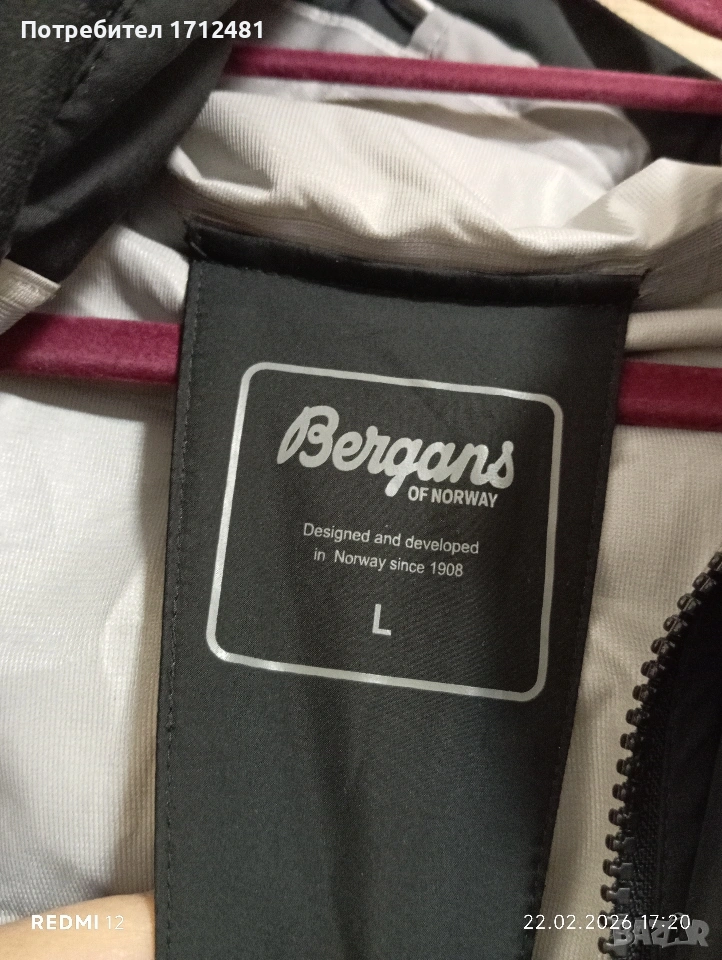 Потребител 1712481
Bergans
OF NORWAY
Designed and developed
in Norway since 1908
L
REDMI 12
22.02.2026 17:20
BAZAR